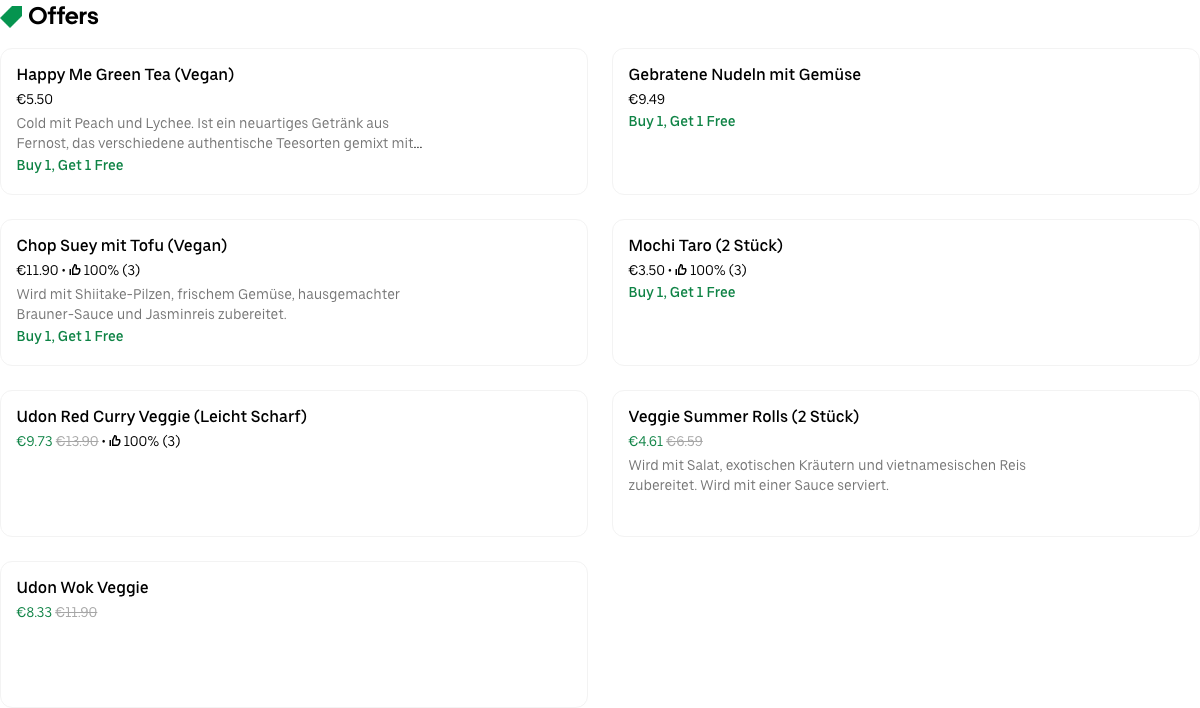 Offers
Happy Me Green Tea (Vegan)
€5.50
Cold mit Peach und Lychee. Ist ein neuartiges Getränk aus
Fernost, das verschiedene authentische Teesorten gemixt mit...
Buy 1, Get 1 Free
Gebratene Nudeln mit Gemüse
€9.49
Buy 1, Get 1 Free
Chop Suey mit Tofu (Vegan)
€11.90 • 100% (3)
Wird mit Shiitake-Pilzen, frischem Gemüse, hausgemachter
Brauner-Sauce und Jasminreis zubereitet.
Buy 1, Get 1 Free
Mochi Taro (2 Stück)
€3.50 • 100% (3)
Buy 1, Get 1 Free
Udon Red Curry Veggie (Leicht Scharf)
€9.73 €13.90 • 100% (3)
Veggie Summer Rolls (2 Stück)
€4.61 €6.59
Wird mit Salat, exotischen Kräutern und vietnamesischen Reis
zubereitet. Wird mit einer Sauce serviert.
Udon Wok Veggie
€8.33 €11.90